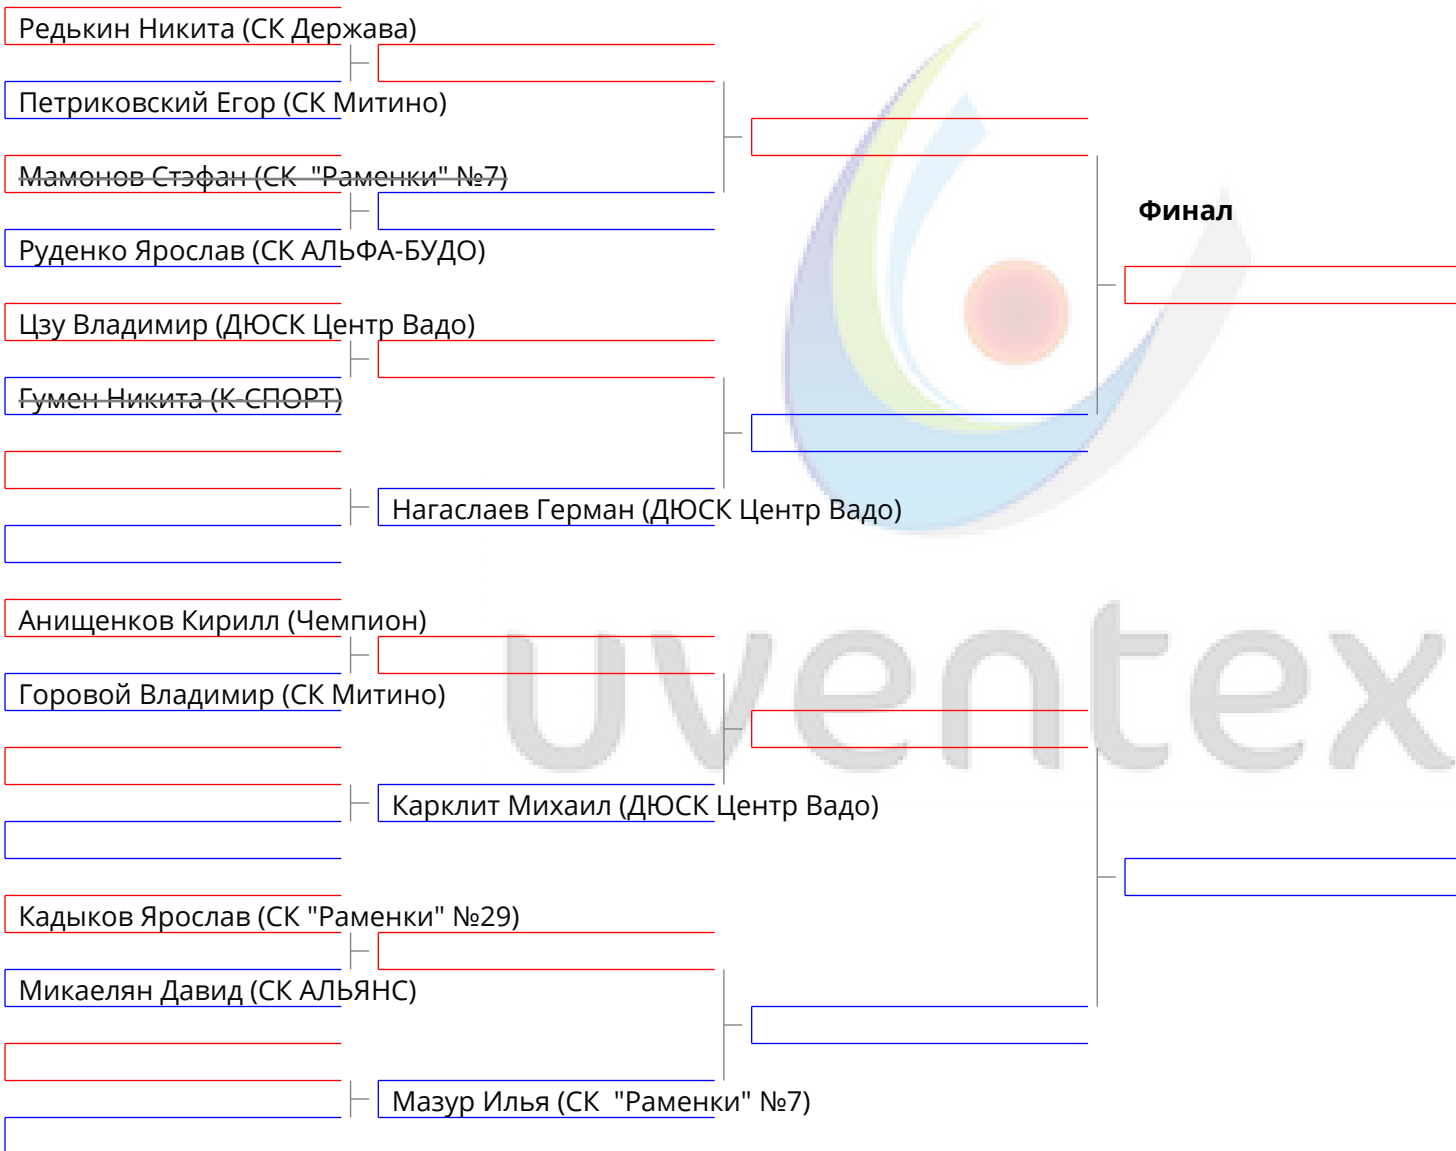 Редькин Никита (СК Держава)
Петриковский Егор (СК Митино)
Мамонов Стэфан (СК  "Раменки" №7)
Финал
Руденко Ярослав (СК АЛЬФА-БУДО)
Цзу Владимир (ДЮСК Центр Вадо)
Гумен Никита (К-СПОРТ)
Нагаслаев Герман (ДЮСК Центр Вадо)
Анищенков Кирилл (Чемпион)
uventex
Горовой Владимир (СК Митино)
Карклит Михаил (ДЮСК Центр Вадо)
Кадыков Ярослав (СК "Раменки" №29)
Микаелян Давид (СК АЛЬЯНС)
Мазур Илья (СК  "Раменки" №7)